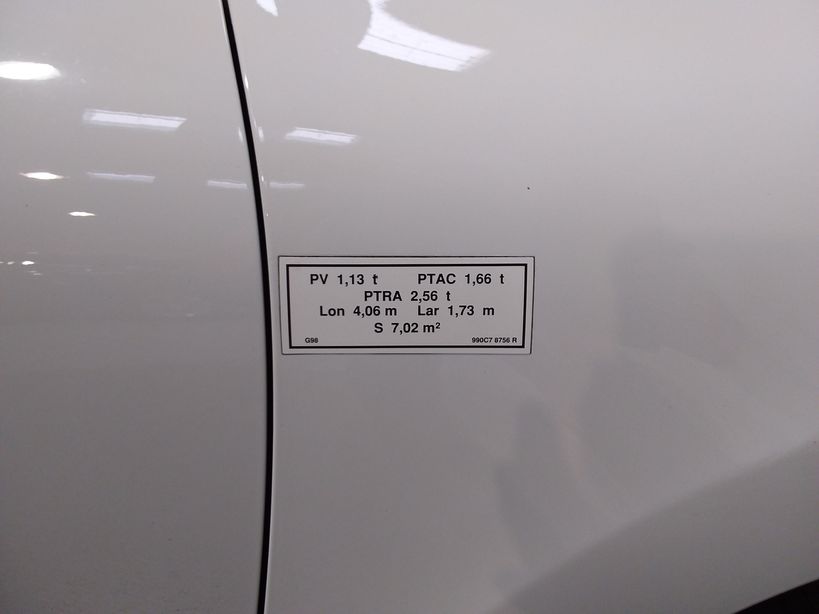 PV 1,13 t PTAC 1,66 t
PTRA 2,56 t
Lon 4,06 m Lar 1,73 m
S 7,02 m²
G98 990C7 8756 R